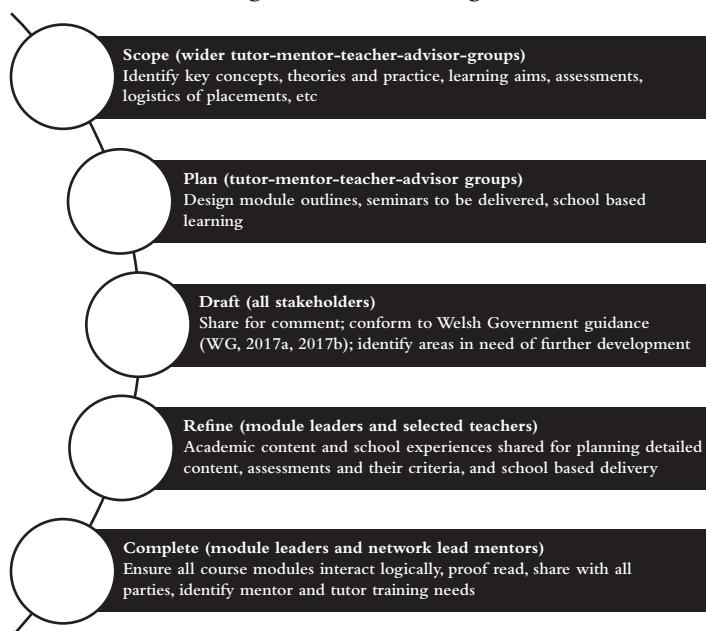 Scope (wider tutor-mentor-teacher-advisor-groups)
Identify key concepts, theories and practice, learning aims, assessments,
logistics of placements, etc
Plan (tutor-mentor-teacher-advisor groups)
Design module outlines, seminars to be delivered, school based
learning
Draft (all stakeholders)
Share for comment; conform to Welsh Government guidance
(WG, 2017a, 2017b); identify areas in need of further development
Refine (module leaders and selected teachers)
Academic content and school experiences shared for planning detailed
content, assessments and their criteria, and school based delivery
Complete (module leaders and network lead mentors)
Ensure all course modules interact logically, proof read, share with all
parties, identify mentor and tutor training needs